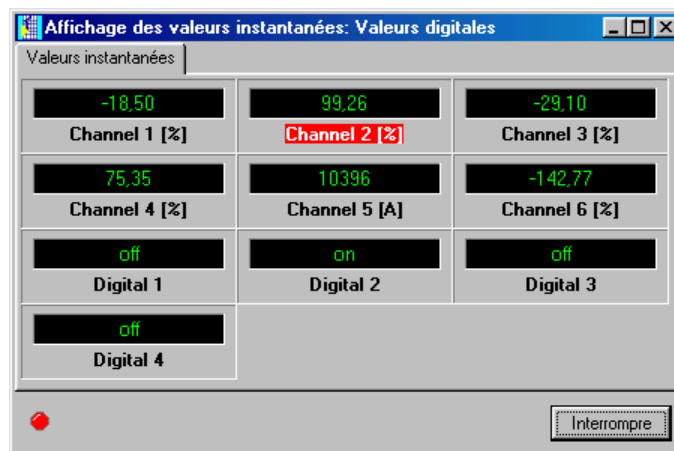 Affichage des valeurs instantanées: Valeurs digitales
Valeurs instantanées
-18,50 99,26 -29,10
Channel 1 [%] Channel 2 [%] Channel 3 [%]
75,35 10396 -142,77
Channel 4 [%] Channel 5 [A] Channel 6 [%]
off on off
Digital 1 Digital 2 Digital 3
off
Digital 4
Interrompre